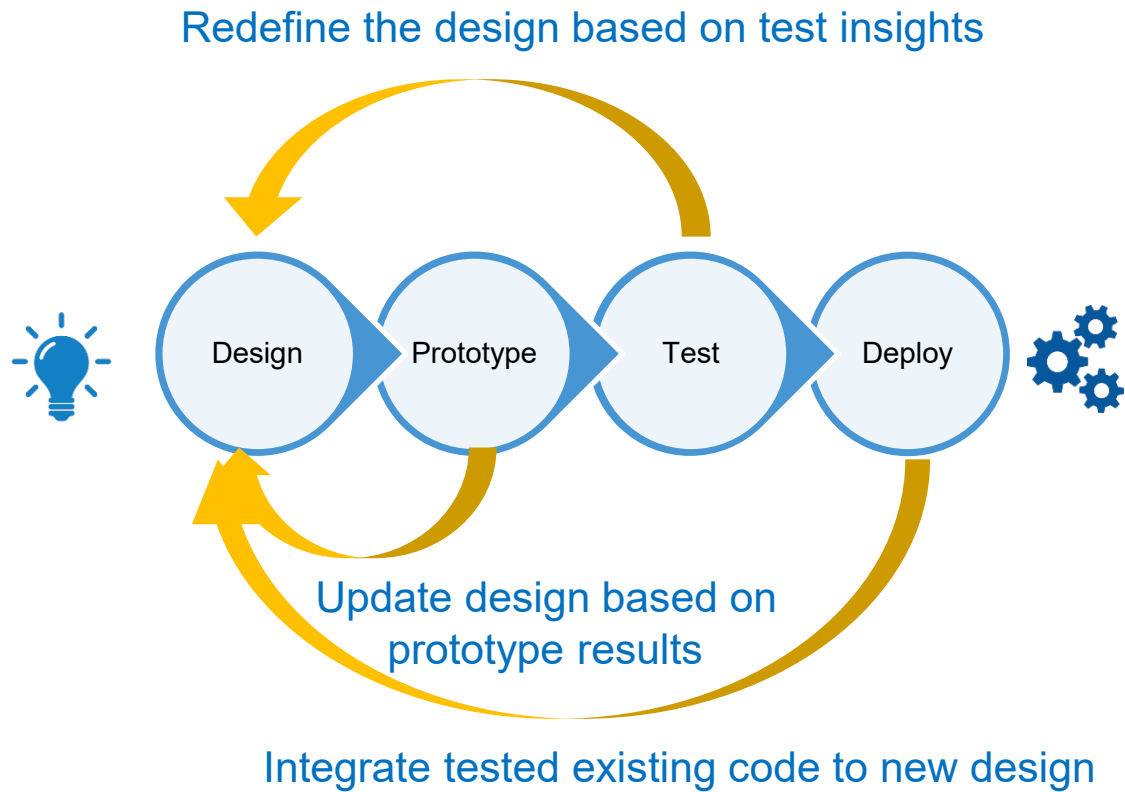 Redefine the design based on test insights
Design
Prototype
Test
Deploy
Update design based on
prototype results
Integrate tested existing code to new design